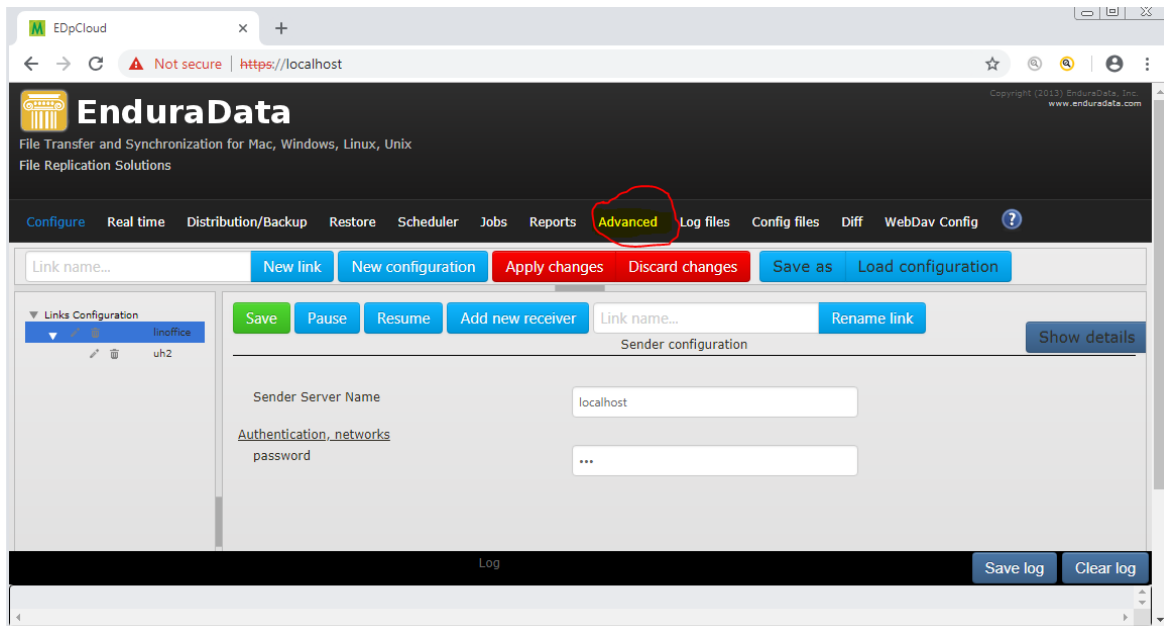 EDpCloud
Not secure | https://localhost
Copyright (2013) EnduraData, Inc.
www.enduradata.com
EnduraData
File Transfer and Synchronization for Mac, Windows, Linux, Unix
File Replication Solutions
Configure Real time Distribution/Backup Restore Scheduler Jobs Reports Advanced Log files Config files Diff WebDav Config ?
Link name... New link New configuration Apply changes Discard changes Save as Load configuration
Links Configuration
linoffice
uh2
Save Pause Resume Add new receiver Link name... Rename link
Show details
Sender configuration
Sender Server Name localhost
Authentication, networks
password •••
Log Save log Clear log